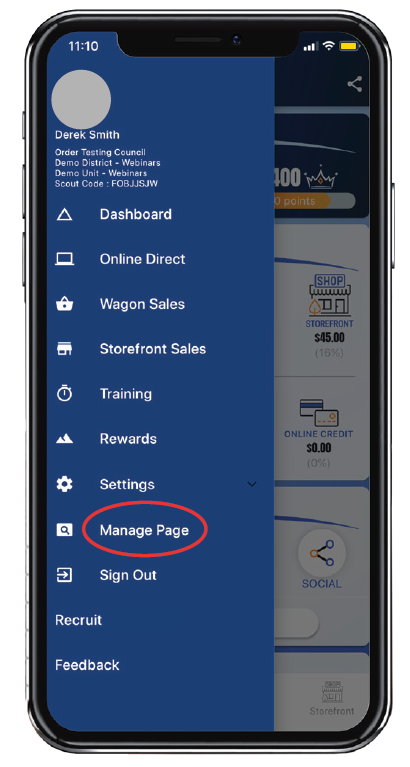 11:10
Derek Smith
Order Testing Council
Demo District - Webinars
Demo Unit - Webinars
Scout Code : FOBJJSJW
Dashboard
Online Direct
Wagon Sales
Storefront Sales
Training
Rewards
Settings
Manage Page
Sign Out
Recruit
Feedback
400
0 points
SHOP
STOREFRONT
$45.00
(16%)
ONLINE CREDIT
$0.00
(0%)
SOCIAL
Storefront